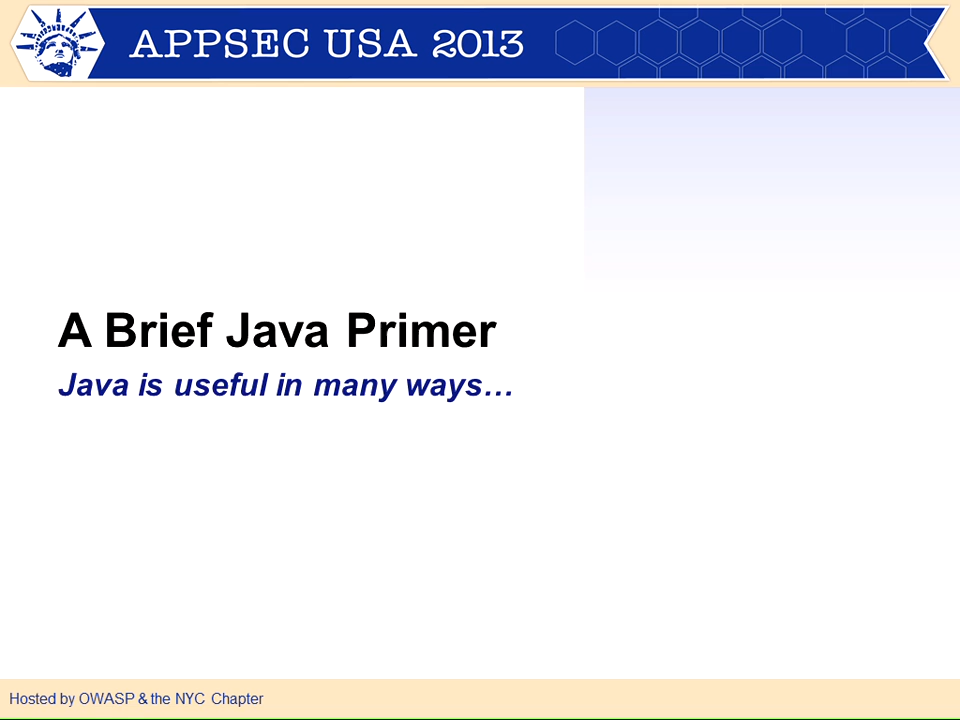 APPSEC USA 2013
A Brief Java Primer
Java is useful in many ways…
Hosted by OWASP & the NYC Chapter